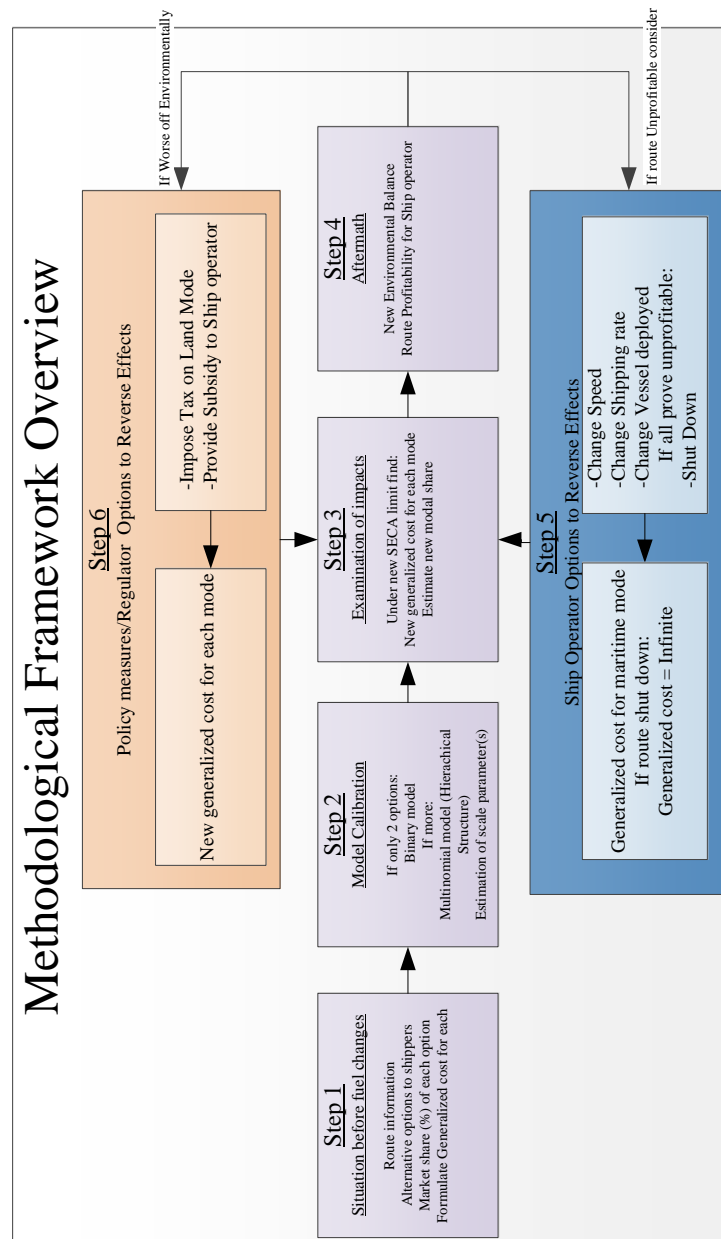 Methodological Framework Overview
Step 6
Policy measures/Regulator Options to Reverse Effects
New generalized cost for each mode
-Impose Tax on Land Mode
-Provide Subsidy to Ship operator
If Worse off Environmentally
Step 1
Situation before fuel changes
Route information
Alternative options to shippers
Market share (%) of each option
Formulate Generalized cost for each
Step 2
Model Calibration
If only 2 options:
Binary model
If more:
Multinomial model (Hierachical
Structure)
Estimation of scale parameter(s)
Step 3
Examination of impacts
Under new SECA limit find:
New generalized cost for each mode
Estimate new modal share
Step 4
Aftermath
New Environmental Balance
Route Profitability for Ship operator
Step 5
Ship Operator Options to Reverse Effects
Generalized cost for maritime mode
If route shut down:
Generalized cost = Infinite
-Change Speed
-Change Shipping rate
-Change Vessel deployed
If all prove unprofitable:
-Shut Down
If route Unprofitable consider